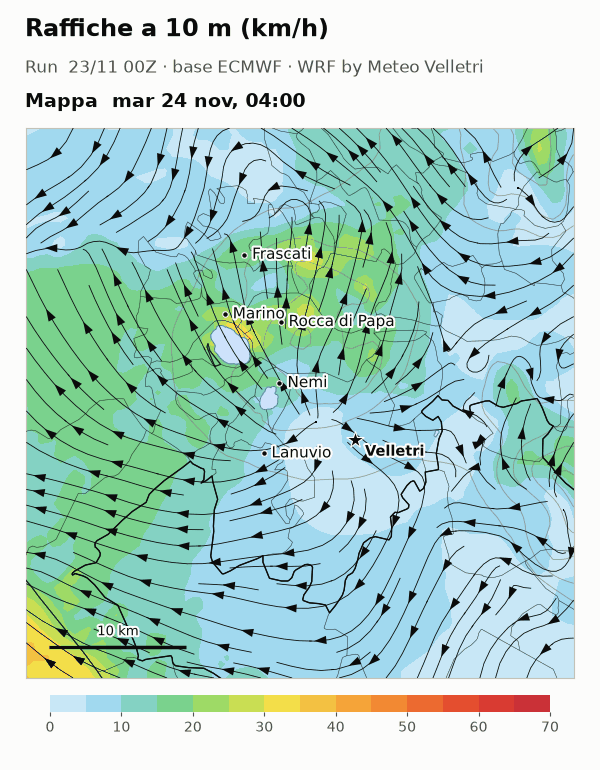 Raffiche a 10 m (km/h)
Run  23/11 00Z · base ECMWF · WRF by Meteo Velletri
Mappa  mar 24 nov, 04:00
Frascati
Marino
Rocca di Papa
Nemi
Lanuvio
Velletri
10 km
0 10 20 30 40 50 60 70